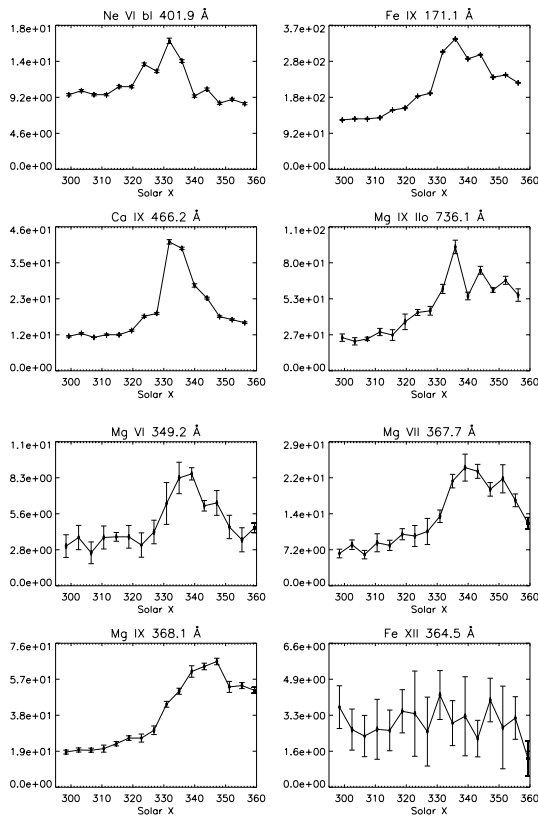 Ne VI bl 401.9 Å
1.8e+01
1.4e+01
9.2e+00
4.6e+00
0.0e+00
300 310 320 330 340 350 360
Solar X
Fe IX 171.1 Å
3.7e+02
2.8e+02
1.8e+02
9.2e+01
0.0e+00
300 310 320 330 340 350 360
Solar X
Ca IX 466.2 Å
4.6e+01
3.5e+01
2.3e+01
1.2e+01
0.0e+00
300 310 320 330 340 350 360
Solar X
Mg IX IIo 736.1 Å
1.1e+02
8.0e+01
5.3e+01
2.7e+01
0.0e+00
300 310 320 330 340 350 360
Solar X
Mg VI 349.2 Å
1.1e+01
8.3e+00
5.6e+00
2.8e+00
0.0e+00
300 310 320 330 340 350 360
Solar X
Mg VII 367.7 Å
2.9e+01
2.2e+01
1.4e+01
7.2e+00
0.0e+00
300 310 320 330 340 350 360
Solar X
Mg IX 368.1 Å
7.6e+01
5.7e+01
3.8e+01
1.9e+01
0.0e+00
300 310 320 330 340 350 360
Solar X
Fe XII 364.5 Å
6.6e+00
4.9e+00
3.3e+00
1.6e+00
0.0e+00
300 310 320 330 340 350 360
Solar X